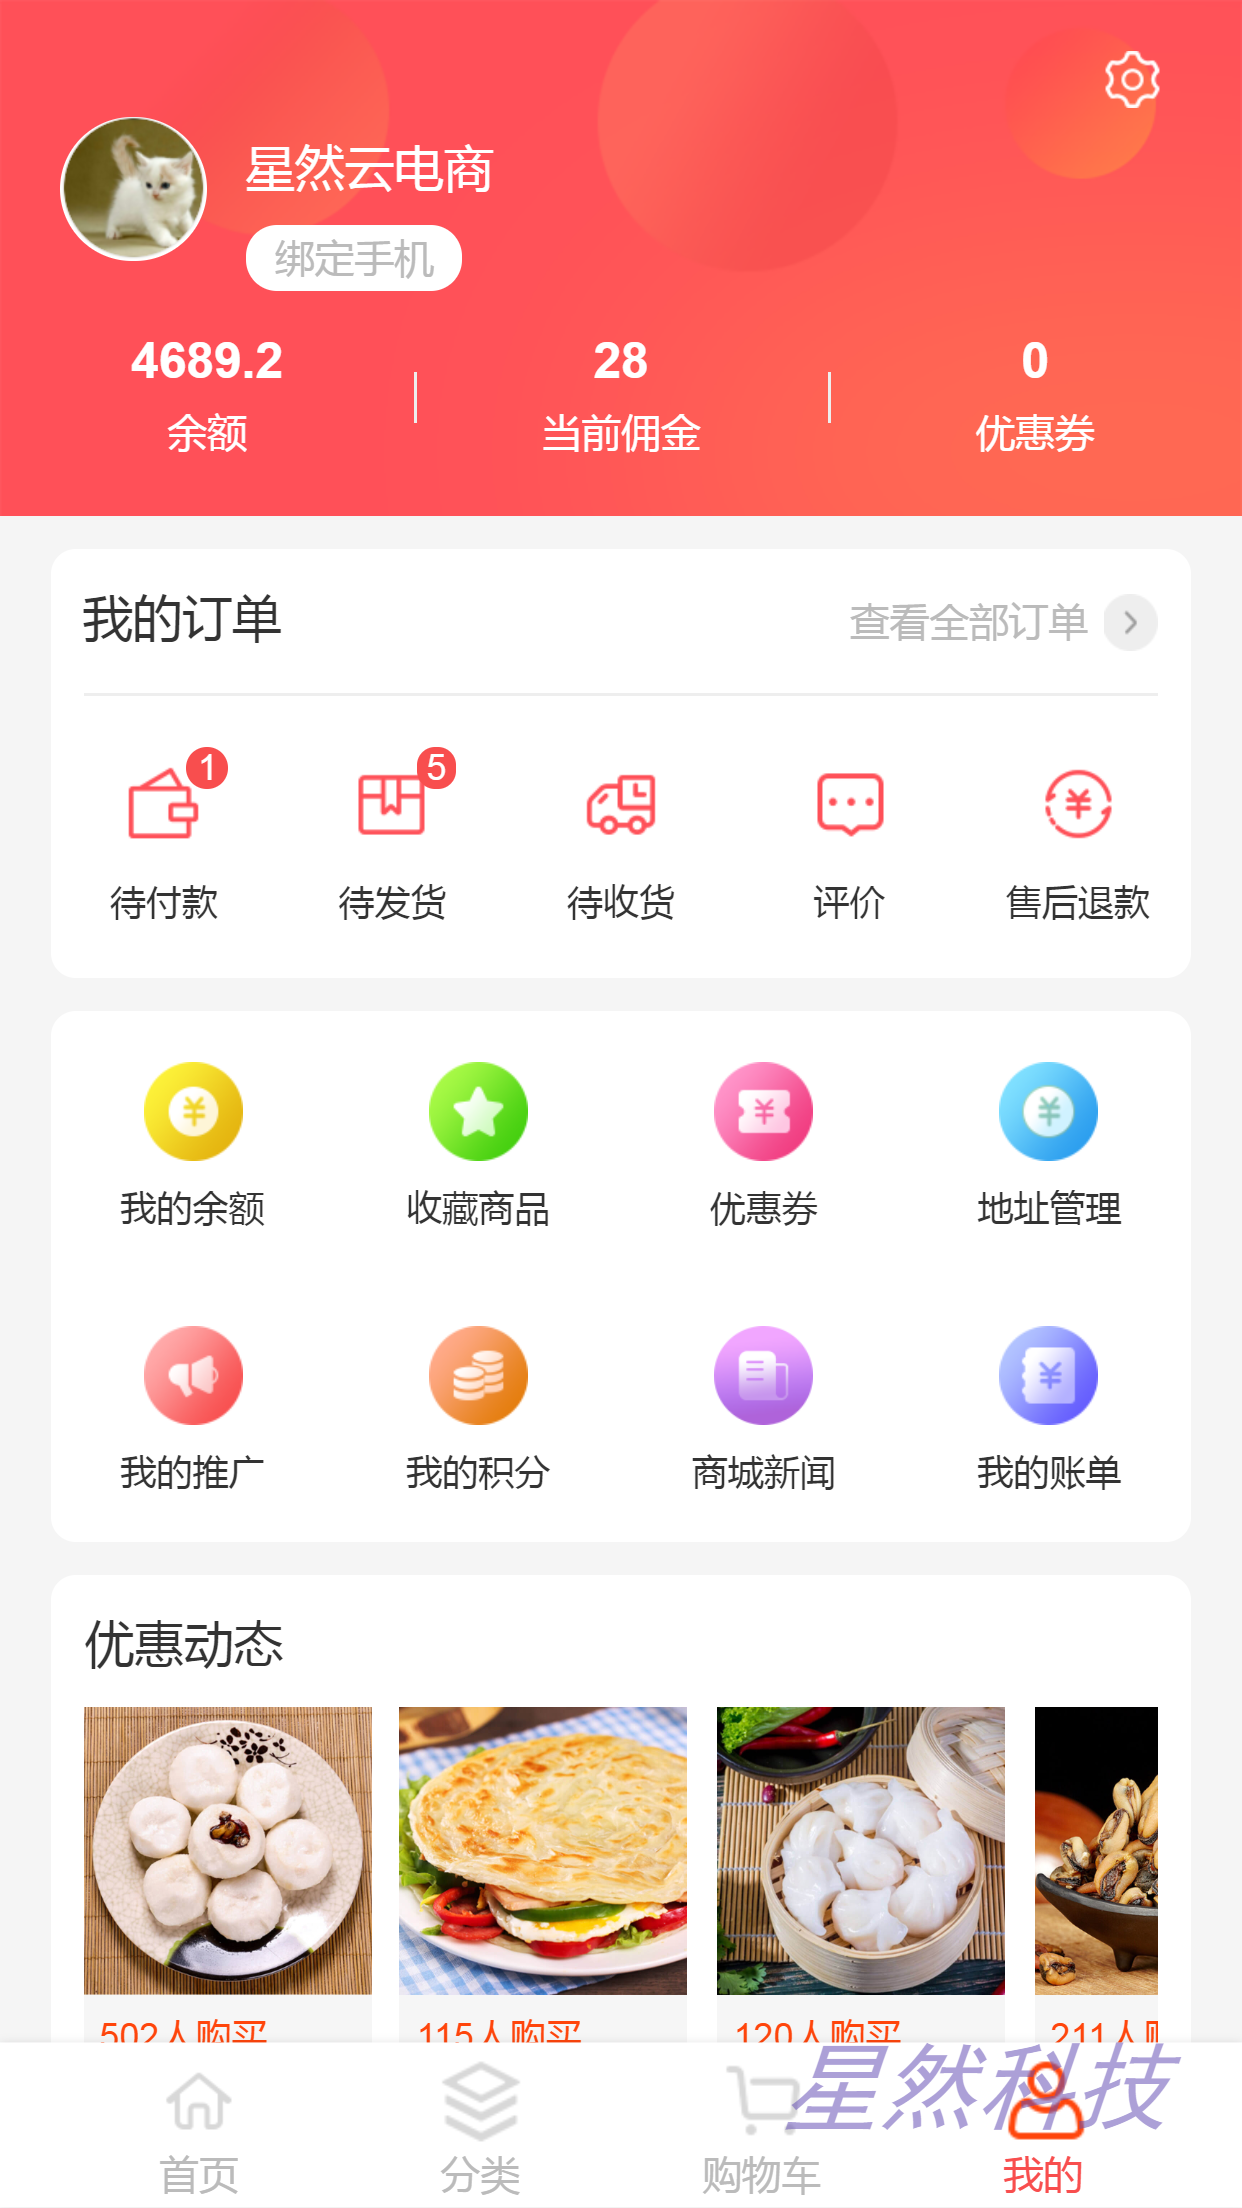 星然云电商
绑定手机
4689.2 28 0
余额 当前佣金 优惠券
我的订单 查看全部订单
1 5
待付款 待发货 待收货 评价 售后退款
我的余额 收藏商品 优惠券 地址管理
我的推广 我的积分 商城新闻 我的账单
优惠动态
502人购买 115人购买 120人购买 211人购
星然科技
首页 分类 购物车 我的